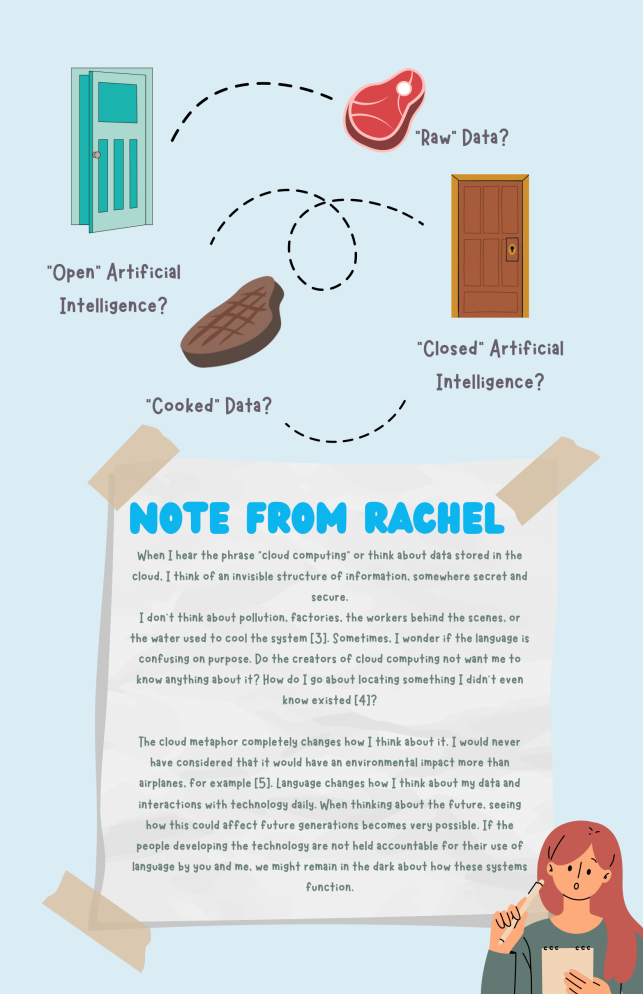 "Raw" Data?
"Open" Artificial
Intelligence?
"Closed" Artificial
Intelligence?
"Cooked" Data?
NOTE FROM RACHEL
When I hear the phrase "cloud computing" or think about data stored in the
cloud, I think of an invisible structure of information, somewhere secret and
secure.
I don't think about pollution, factories, the workers behind the scenes, or
the water used to cool the system [3]. Sometimes, I wonder if the language is
confusing on purpose. Do the creators of cloud computing not want me to
know anything about it? How do I go about locating something I didn't even
know existed [4]?
The cloud metaphor completely changes how I think about it. I would never
have considered that it would have an environmental impact more than
airplanes, for example [5]. Language changes how I think about my data and
interactions with technology daily. When thinking about the future, seeing
how this could affect future generations becomes very possible. If the
people developing the technology are not held accountable for their use of
language by you and me, we might remain in the dark about how these systems
function.